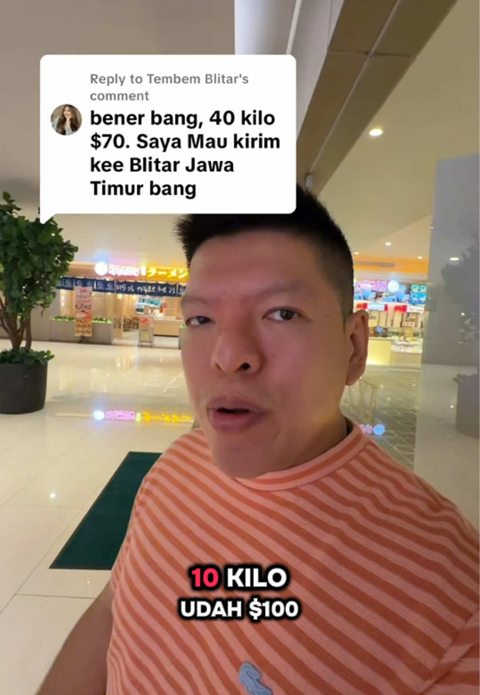 Reply to Tembem Blitar's
comment
bener bang, 40 kilo
$70. Saya Mau kirim
kee Blitar Jawa
Timur bang
10 KILO
UDAH $100